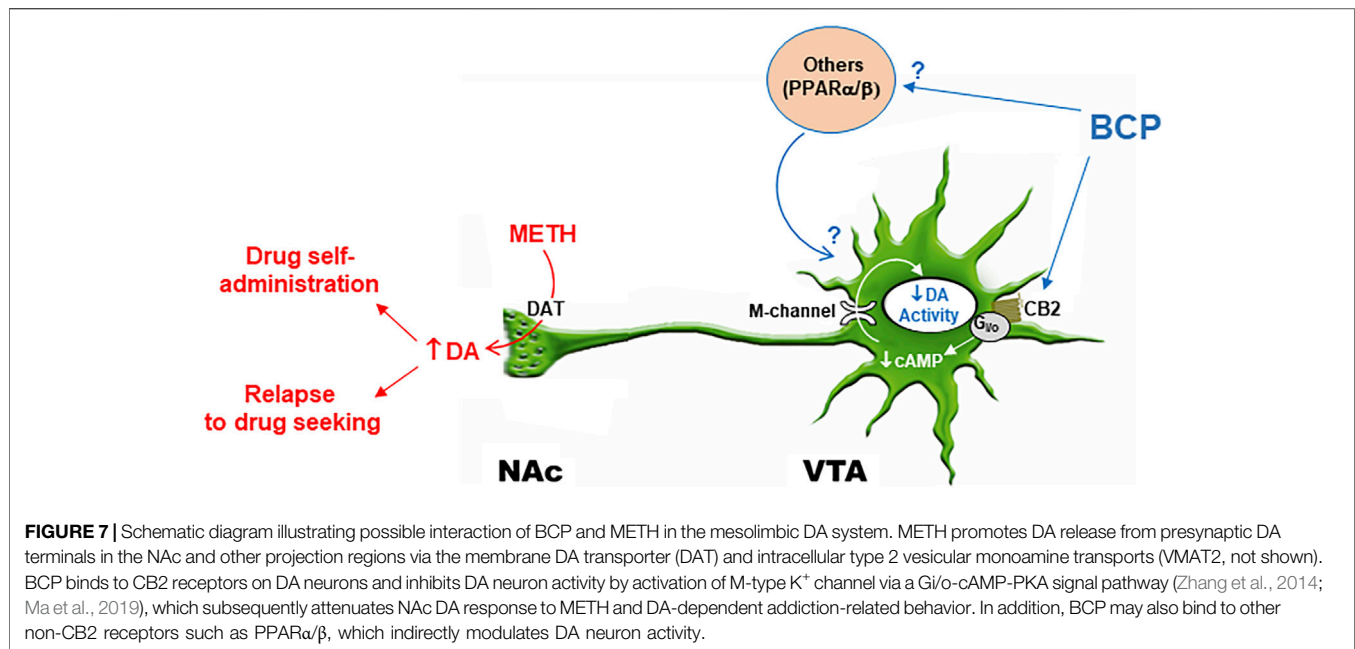 Others
(PPARα/β)
?
BCP
METH
?
Drug self-
administration
DAT
M-channel
↓DA
Activity
CB2
Gi/o
↑DA
↓cAMP
Relapse
to drug seeking
NAc
VTA
FIGURE 7 | Schematic diagram illustrating possible interaction of BCP and METH in the mesolimbic DA system. METH promotes DA release from presynaptic DA
terminals in the NAc and other projection regions via the membrane DA transporter (DAT) and intracellular type 2 vesicular monoamine transports (VMAT2, not shown).
BCP binds to CB2 receptors on DA neurons and inhibits DA neuron activity by activation of M-type K+ channel via a Gi/o-cAMP-PKA signal pathway (Zhang et al., 2014;
Ma et al., 2019), which subsequently attenuates NAc DA response to METH and DA-dependent addiction-related behavior. In addition, BCP may also bind to other
non-CB2 receptors such as PPARα/β, which indirectly modulates DA neuron activity.